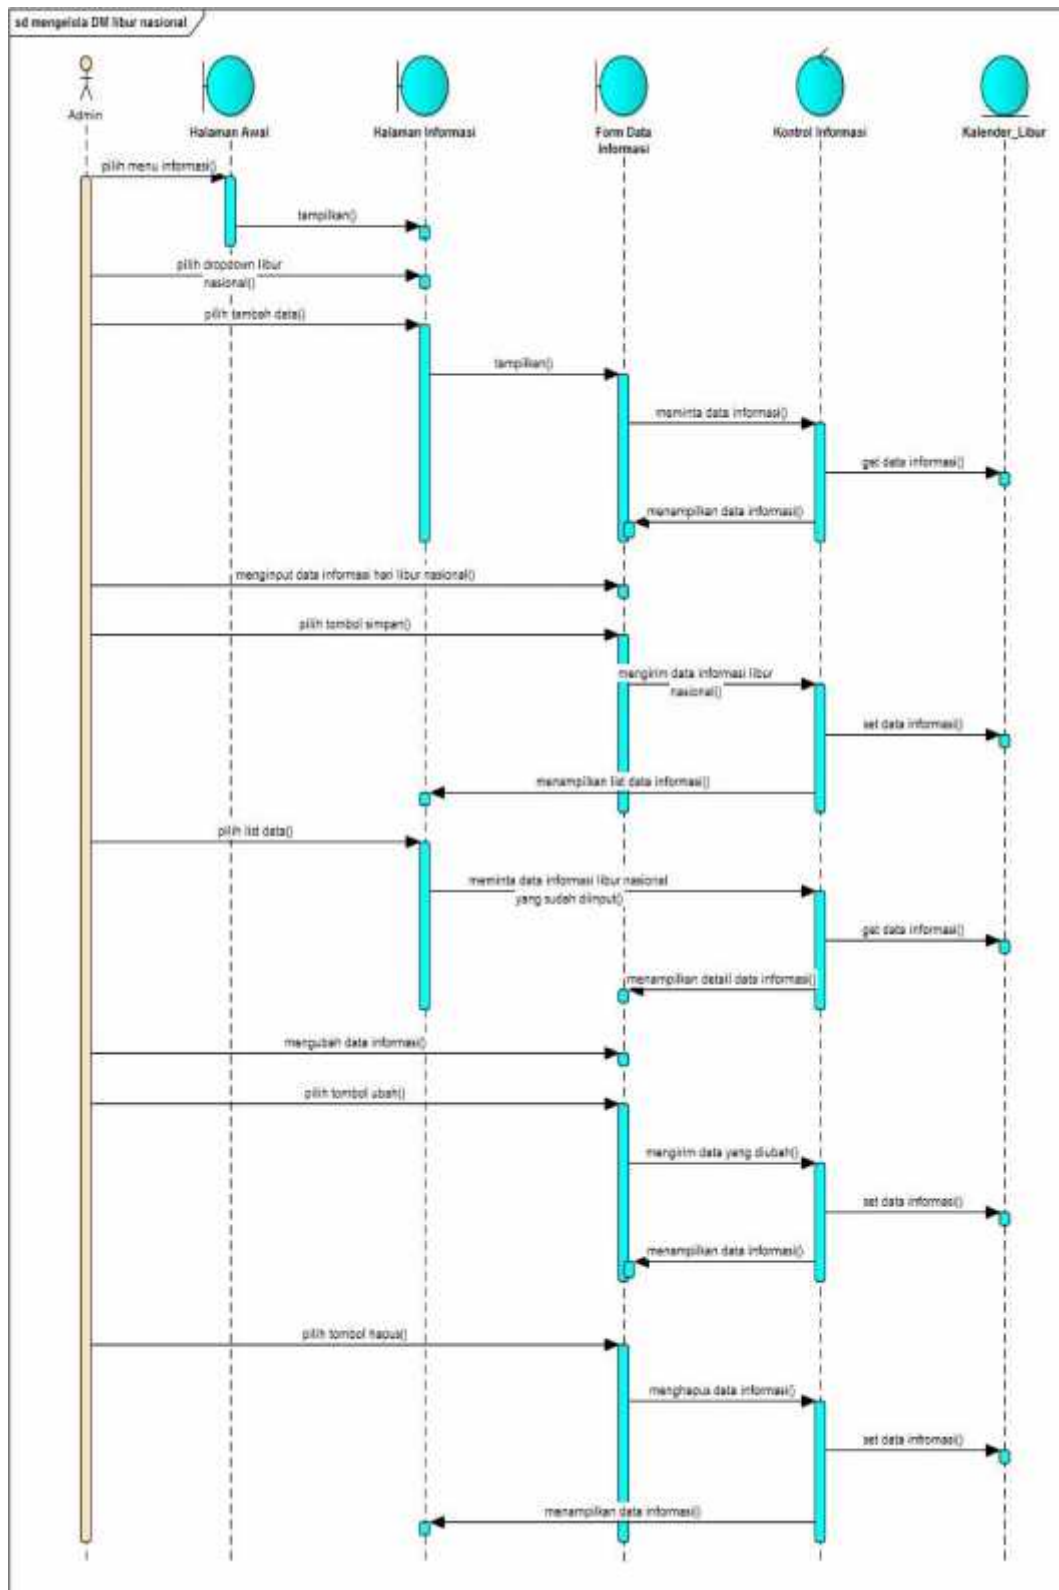 sd mengelola DM libur nasional
Admin
Halaman Awal
Halaman Informasi
Form Data
Informasi
Kontrol Informasi
Kalender_Libur
pilih menu informasi()
tampilkan()
pilih dropdown libur
nasional()
pilih tambah data()
tampilkan()
meminta data informasi()
get data informasi()
menampilkan data informasi()
menginput data informasi hari libur nasional()
pilih tombol simpan()
mengirim data informasi libur
nasional()
set data informasi()
menampilkan list data informasi()
pilih list data()
meminta data informasi libur nasional
yang sudah diinput()
get data informasi()
menampilkan detail data informasi()
mengubah data informasi()
pilih tombol ubah()
mengirim data yang diubah()
set data informasi()
menampilkan data informasi()
pilih tombol hapus()
menghapus data informasi()
set data infromasi()
menampilkan data informasi()